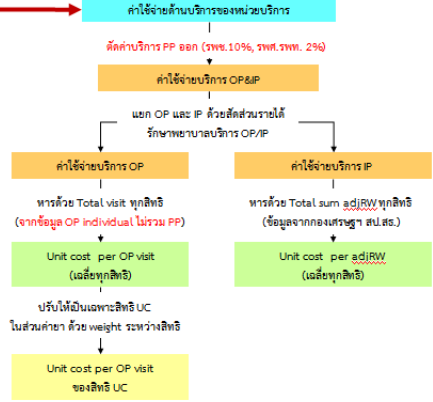 ค่าใช้จ่ายด้านบริการของหน่วยบริการ
ตัดค่าบริการ PP ออก (รพช.10%, รพศ.รพท. 2%)
ค่าใช้จ่ายบริการ OP&IP
แยก OP และ IP ด้วยสัดส่วนรายได้
รักษาพยาบาลบริการ OP/IP
ค่าใช้จ่ายบริการ OP
หารด้วย Total visit ทุกสิทธิ
(จากข้อมูล OP individual ไม่รวม PP)
Unit cost per OP visit
(เฉลี่ยทุกสิทธิ)
ปรับให้เป็นเฉพาะสิทธิ UC
ในส่วนค่ายา ด้วย weight ระหว่างสิทธิ
Unit cost per OP visit
ของสิทธิ UC
ค่าใช้จ่ายบริการ IP
หารด้วย Total sum adjRW ทุกสิทธิ
(ข้อมูลจากกองเศรษฐฯ สป.สธ.)
Unit cost per adjRW
(เฉลี่ยทุกสิทธิ)